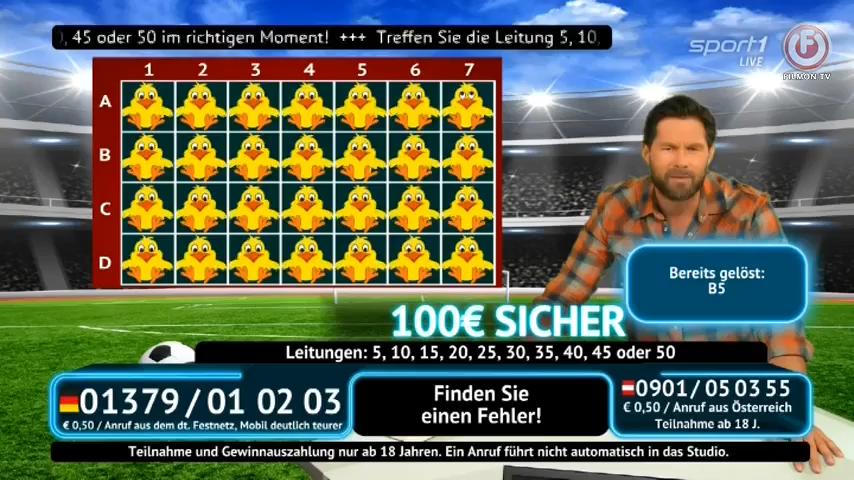 , 45 oder 50 im richtigen Moment! +++ Treffen Sie die Leitung 5, 10,
sport1
LIVE
F
FILMON TV
1 2 3 4 5 6 7
A
B
C
D
Bereits gelöst:
B5
100€ SICHER
Leitungen: 5, 10, 15, 20, 25, 30, 35, 40, 45 oder 50
01379/01 02 03
€ 0,50 / Anruf aus dem dt. Festnetz, Mobil deutlich teurer
Finden Sie
einen Fehler!
0901/05 03 55
€ 0,50 / Anruf aus Österreich
Teilnahme ab 18 J.
Teilnahme und Gewinnauszahlung nur ab 18 Jahren. Ein Anruf führt nicht automatisch in das Studio.